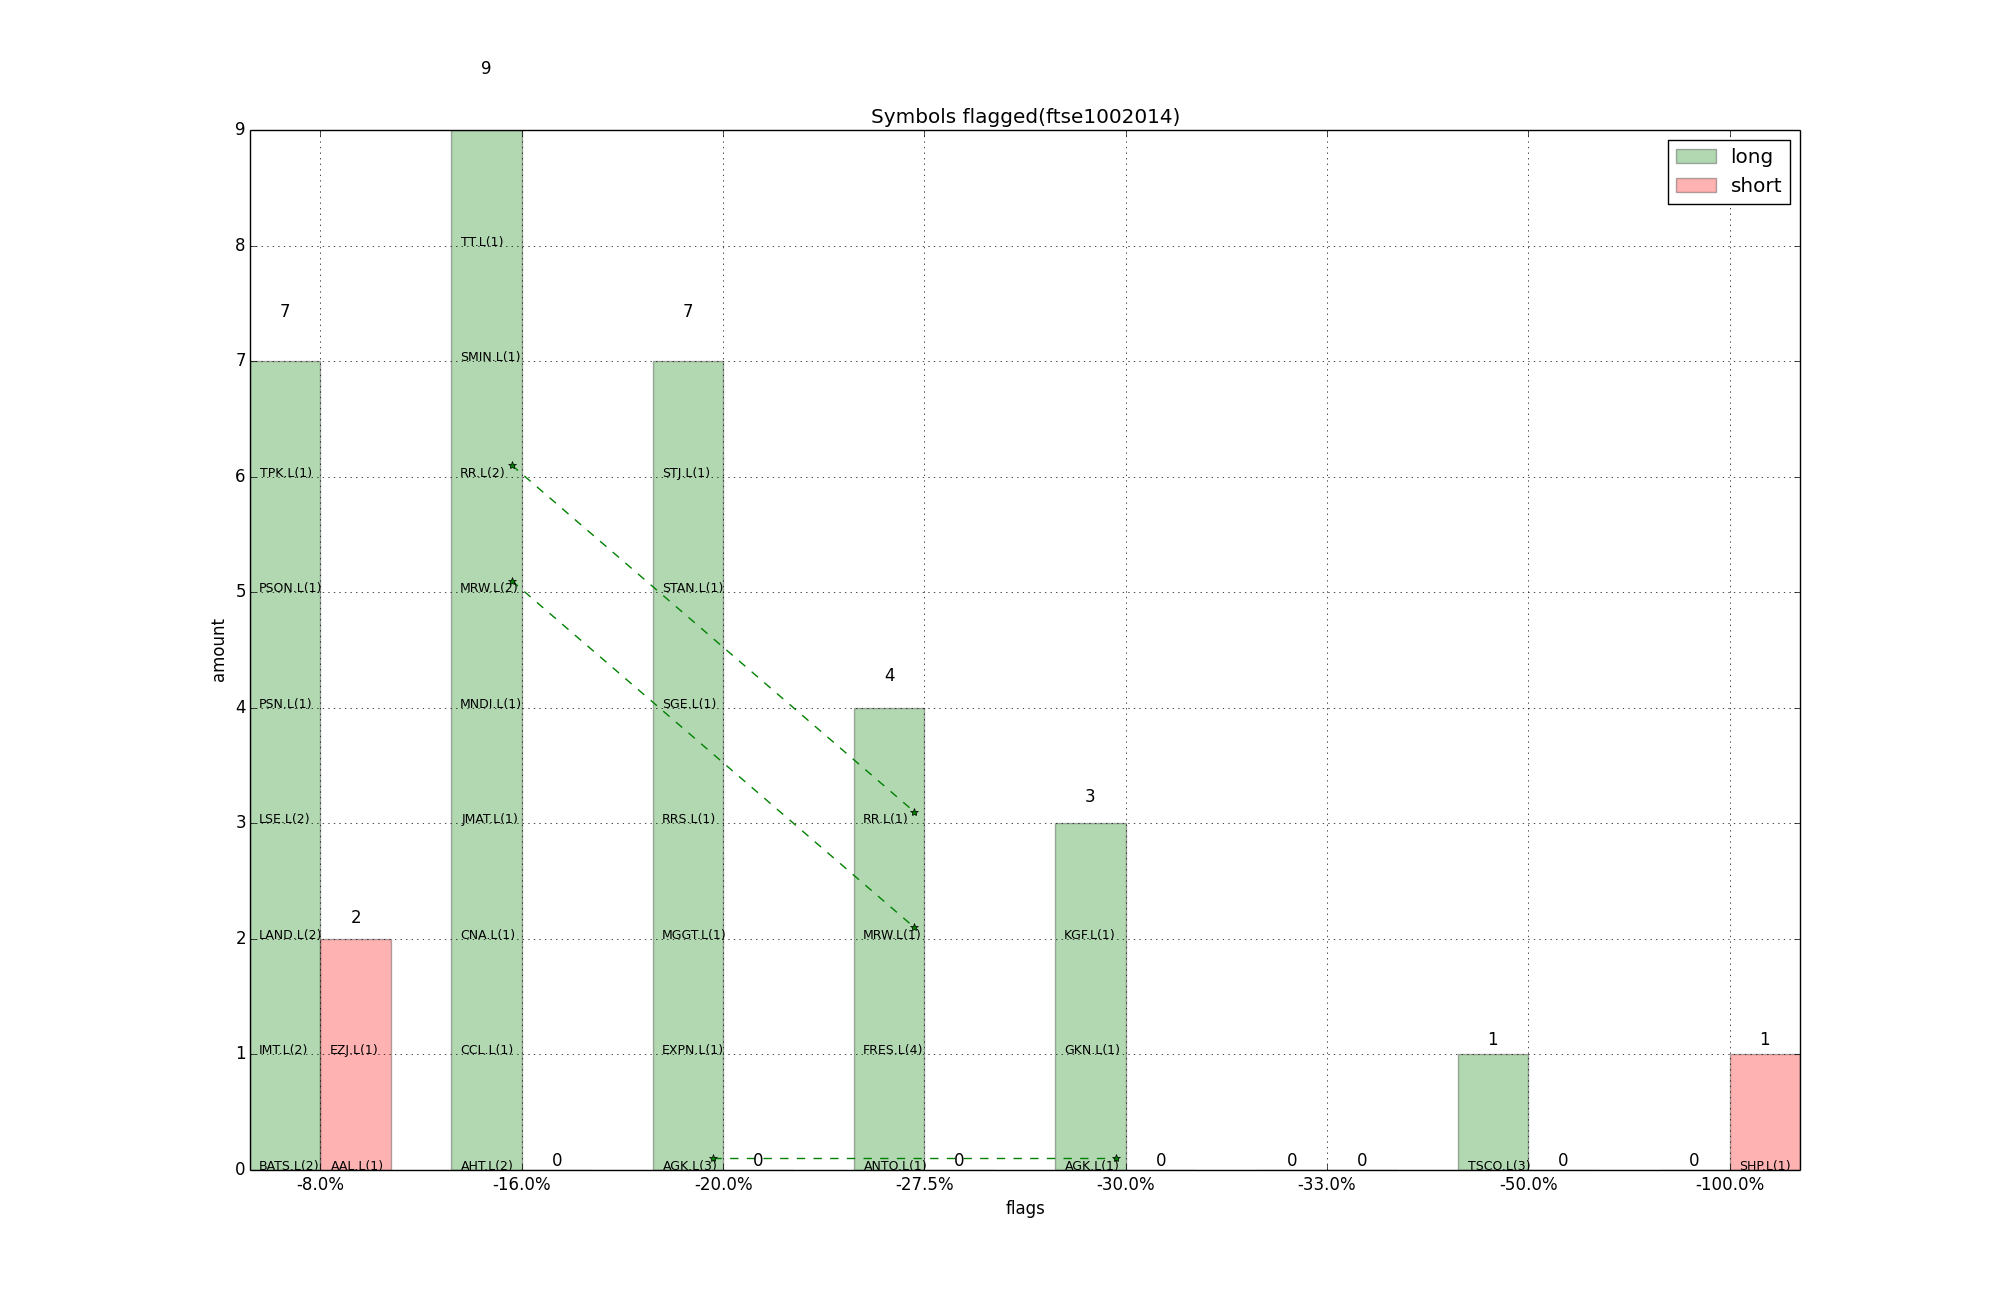 9
Symbols flagged(ftse1002014)
long
short
9
8
7
6
5
4
3
2
1
0
amount
7
TPK.L(1)
PSON.L(1)
PSN.L(1)
LSE.L(2)
LAND.L(2)
IMT.L(2)
BATS.L(2)
2
EZJ.L(1)
AAL.L(1)
TT.L(1)
SMIN.L(1)
RR.L(2)
MRW.L(2)
MNDI.L(1)
JMAT.L(1)
CNA.L(1)
CCL.L(1)
AHT.L(2)
0
7
STJ.L(1)
STAN.L(1)
SGE.L(1)
RRS.L(1)
MGGT.L(1)
EXPN.L(1)
AGK.L(3)
0
4
RR.L(1)
MRW.L(1)
FRES.L(4)
ANTO.L(1)
0
3
KGF.L(1)
GKN.L(1)
AGK.L(1)
0
0
0
1
TSCO.L(3)
0
0
1
SHP.L(1)
-8.0%
-16.0%
-20.0%
-27.5%
-30.0%
-33.0%
-50.0%
-100.0%
flags